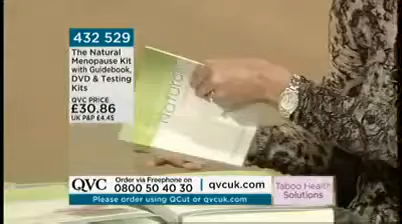 432 529
The Natural
Menopause Kit
with Guidebook,
DVD & Testing
Kits
QVC PRICE
£30.86
UK P&P £4.45
natural
QVC
Order via Freephone on
0800 50 40 30
qvcuk.com
Taboo Health
Solutions
Please order using QCut or qvcuk.com